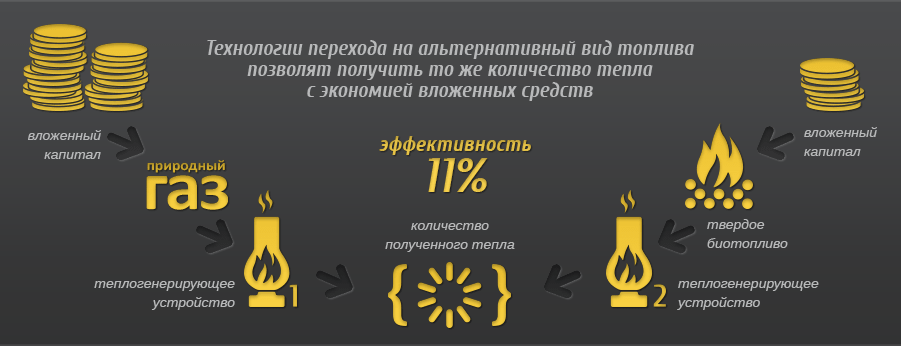 Технологии перехода на альтернативный вид топлива
позволят получить то же количество тепла
с экономией вложенных средств
вложенный
капитал
природный
газ
теплогенерирующее
устройство
1
эффективность
11%
количество
полученного тепла
{ }
вложенный
капитал
твердое
биотопливо
2
теплогенерирующее
устройство